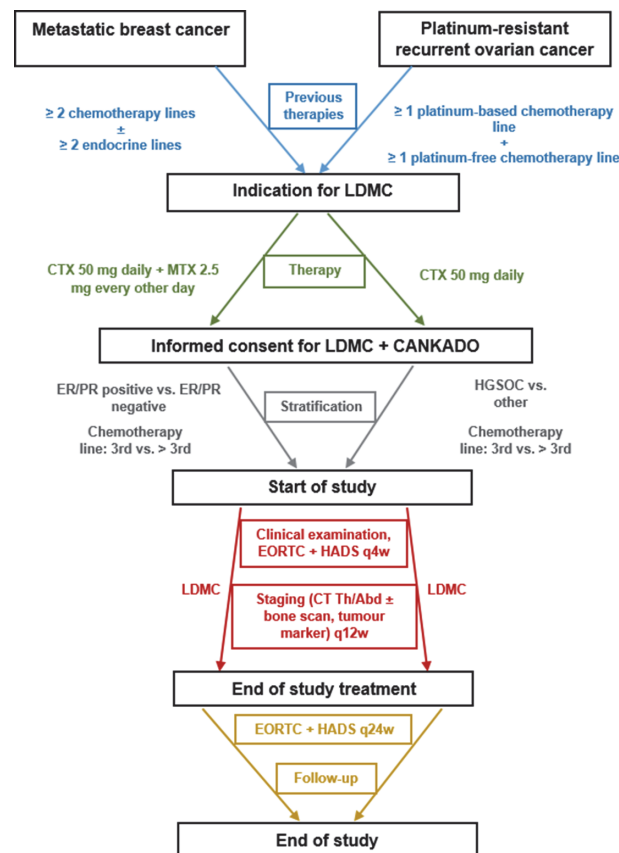 Metastatic breast cancer
Platinum-resistant
recurrent ovarian cancer
Previous
therapies
≥ 2 chemotherapy lines
±
≥ 2 endocrine lines
≥ 1 platinum-based chemotherapy
line
+
≥ 1 platinum-free chemotherapy line
Indication for LDMC
CTX 50 mg daily + MTX 2.5
mg every other day
Therapy
CTX 50 mg daily
Informed consent for LDMC + CANKADO
ER/PR positive vs. ER/PR
negative
Chemotherapy
line: 3rd vs. > 3rd
Stratification
HGSOC vs.
other
Chemotherapy
line: 3rd vs. > 3rd
Start of study
Clinical examination,
EORTC + HADS q4w
LDMC
LDMC
Staging (CT Th/Abd ±
bone scan, tumour
marker) q12w
End of study treatment
EORTC + HADS q24w
Follow-up
End of study